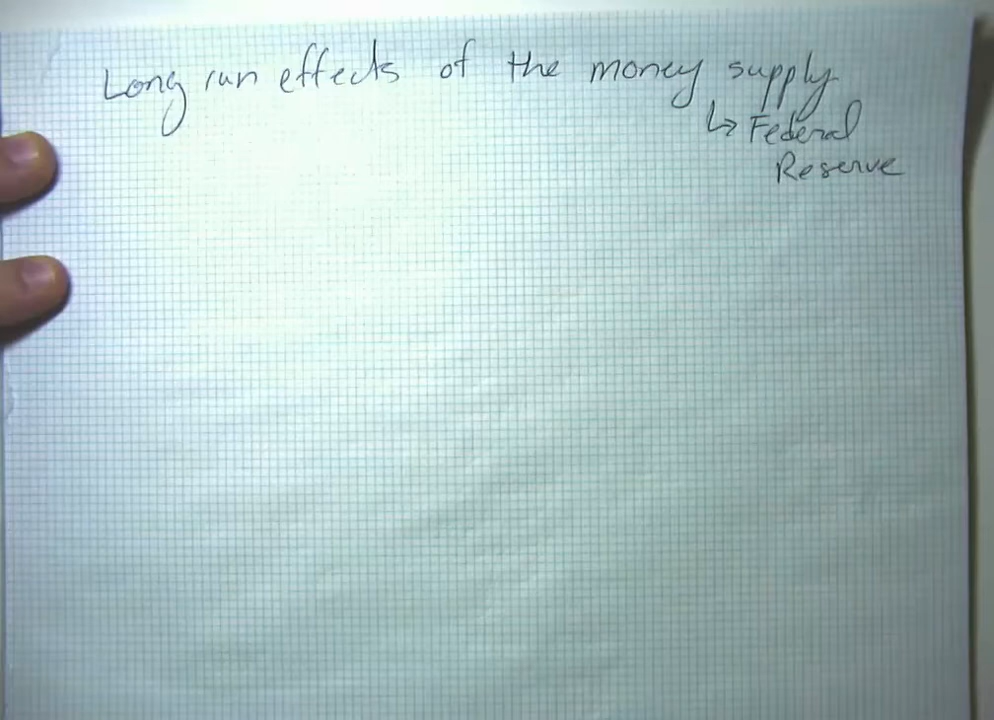 Long run effects of the money supply
↳ Federal
Reserve